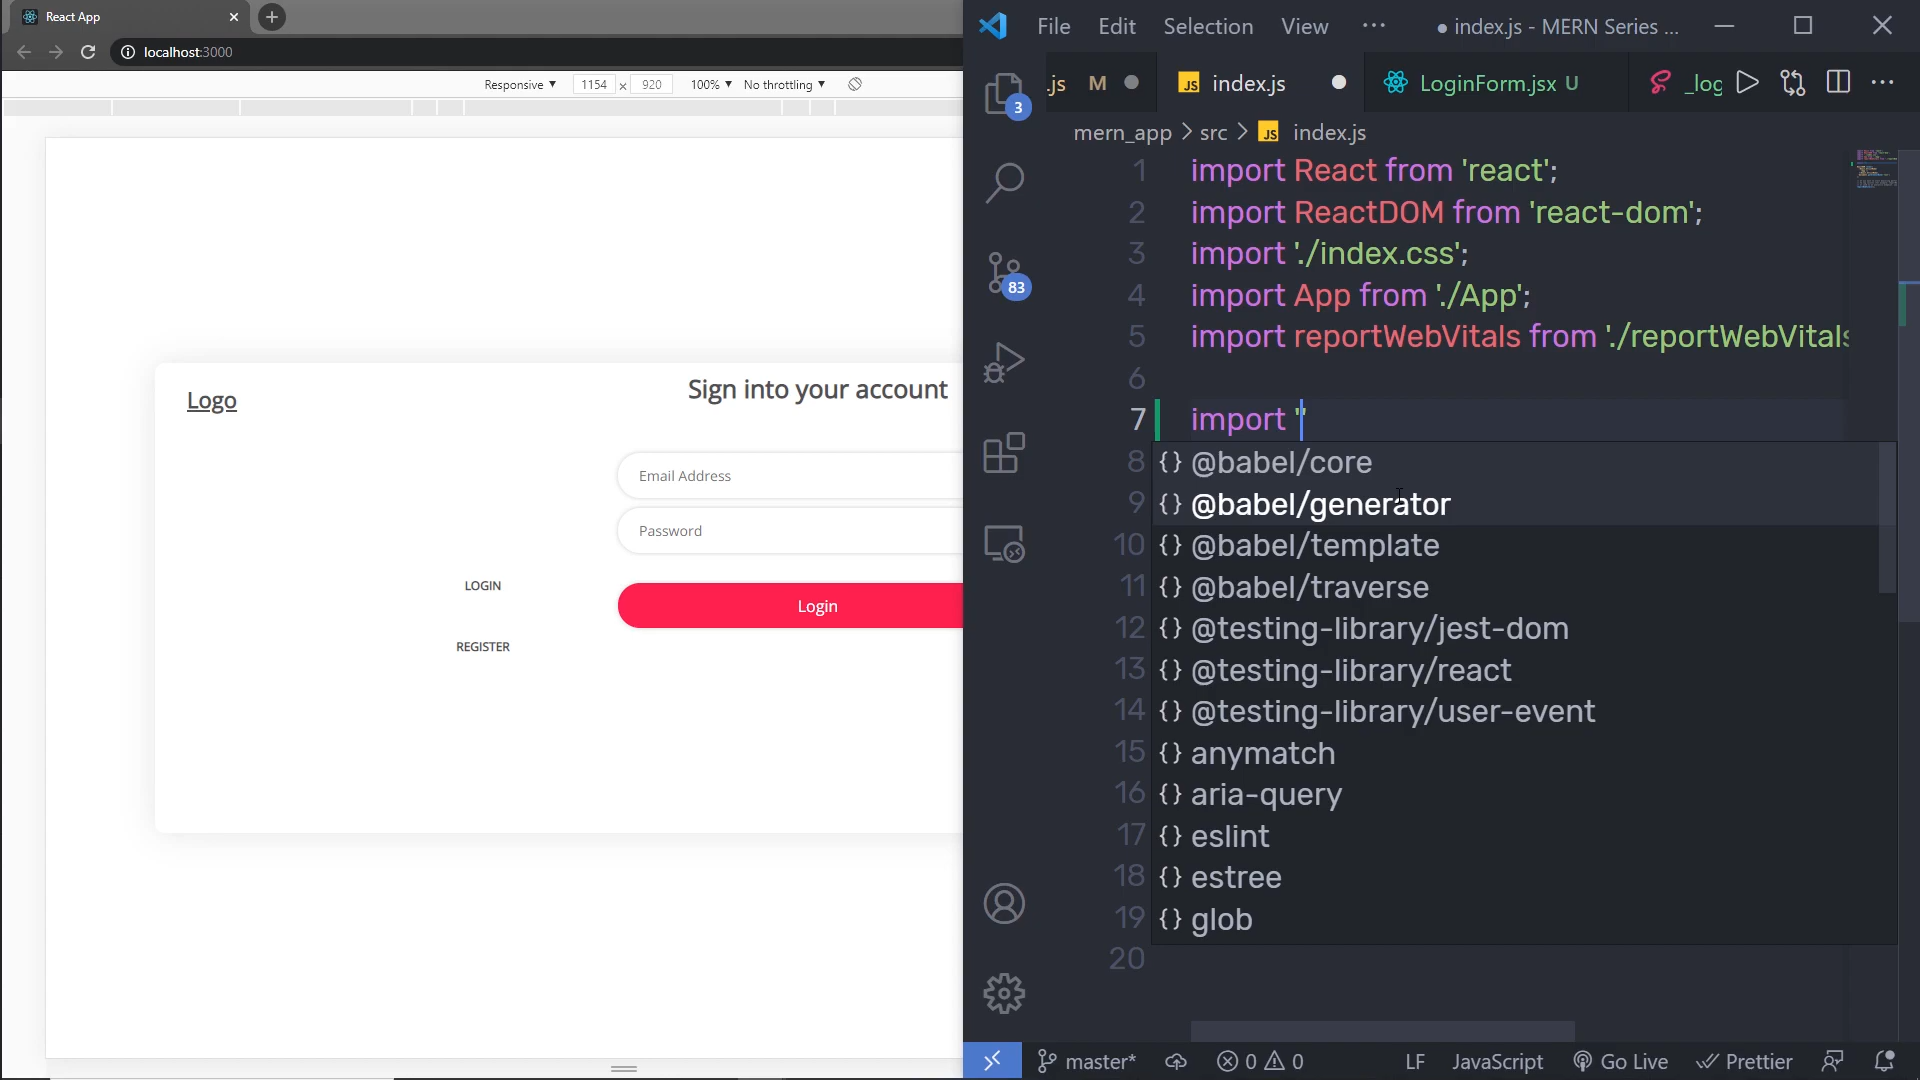 React App
localhost:3000
Responsive ▼ 1154 x 920 100% ▼ No throttling ▼
Logo
Sign into your account
Email Address
Password
Login
LOGIN
REGISTER
File Edit Selection View ··· ● index.js - MERN Series ...
.js M ● JS index.js ● LoginForm.jsx U _log
mern_app > src > JS index.js
3
83
1 import React from 'react';
2 import ReactDOM from 'react-dom';
3 import './index.css';
4 import App from './App';
5 import reportWebVitals from './reportWebVitals
6
7 import ''
8 {} @babel/core
9 {} @babel/generator
10 {} @babel/template
11 {} @babel/traverse
12 {} @testing-library/jest-dom
13 {} @testing-library/react
14 {} @testing-library/user-event
15 {} anymatch
16 {} aria-query
17 {} eslint
18 {} estree
19 {} glob
20
master* 0 0 LF JavaScript Go Live Prettier